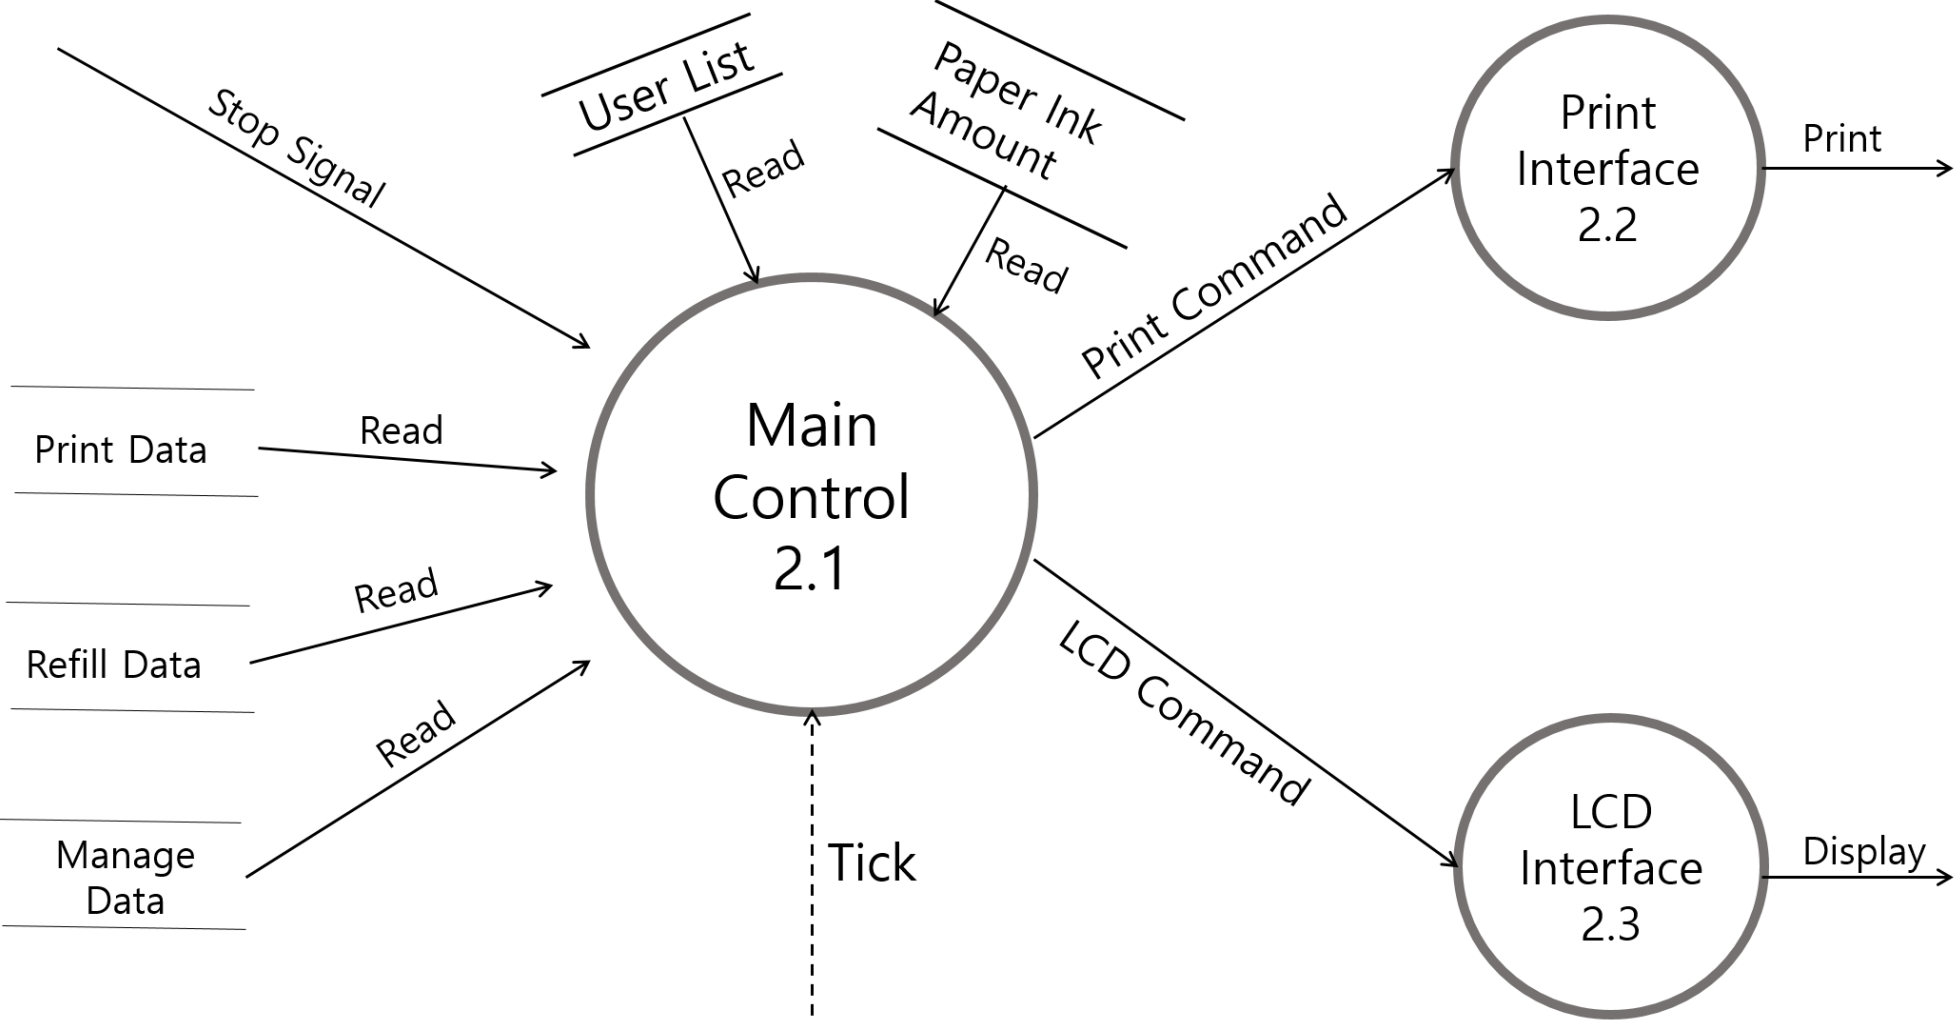 Stop Signal
User List
Read
Paper Ink
Amount
Read
Print Command
Print
Interface
2.2
Print
Print Data
Read
Main
Control
2.1
Refill Data
Read
Manage
Data
Read
Tick
LCD Command
LCD
Interface
2.3
Display